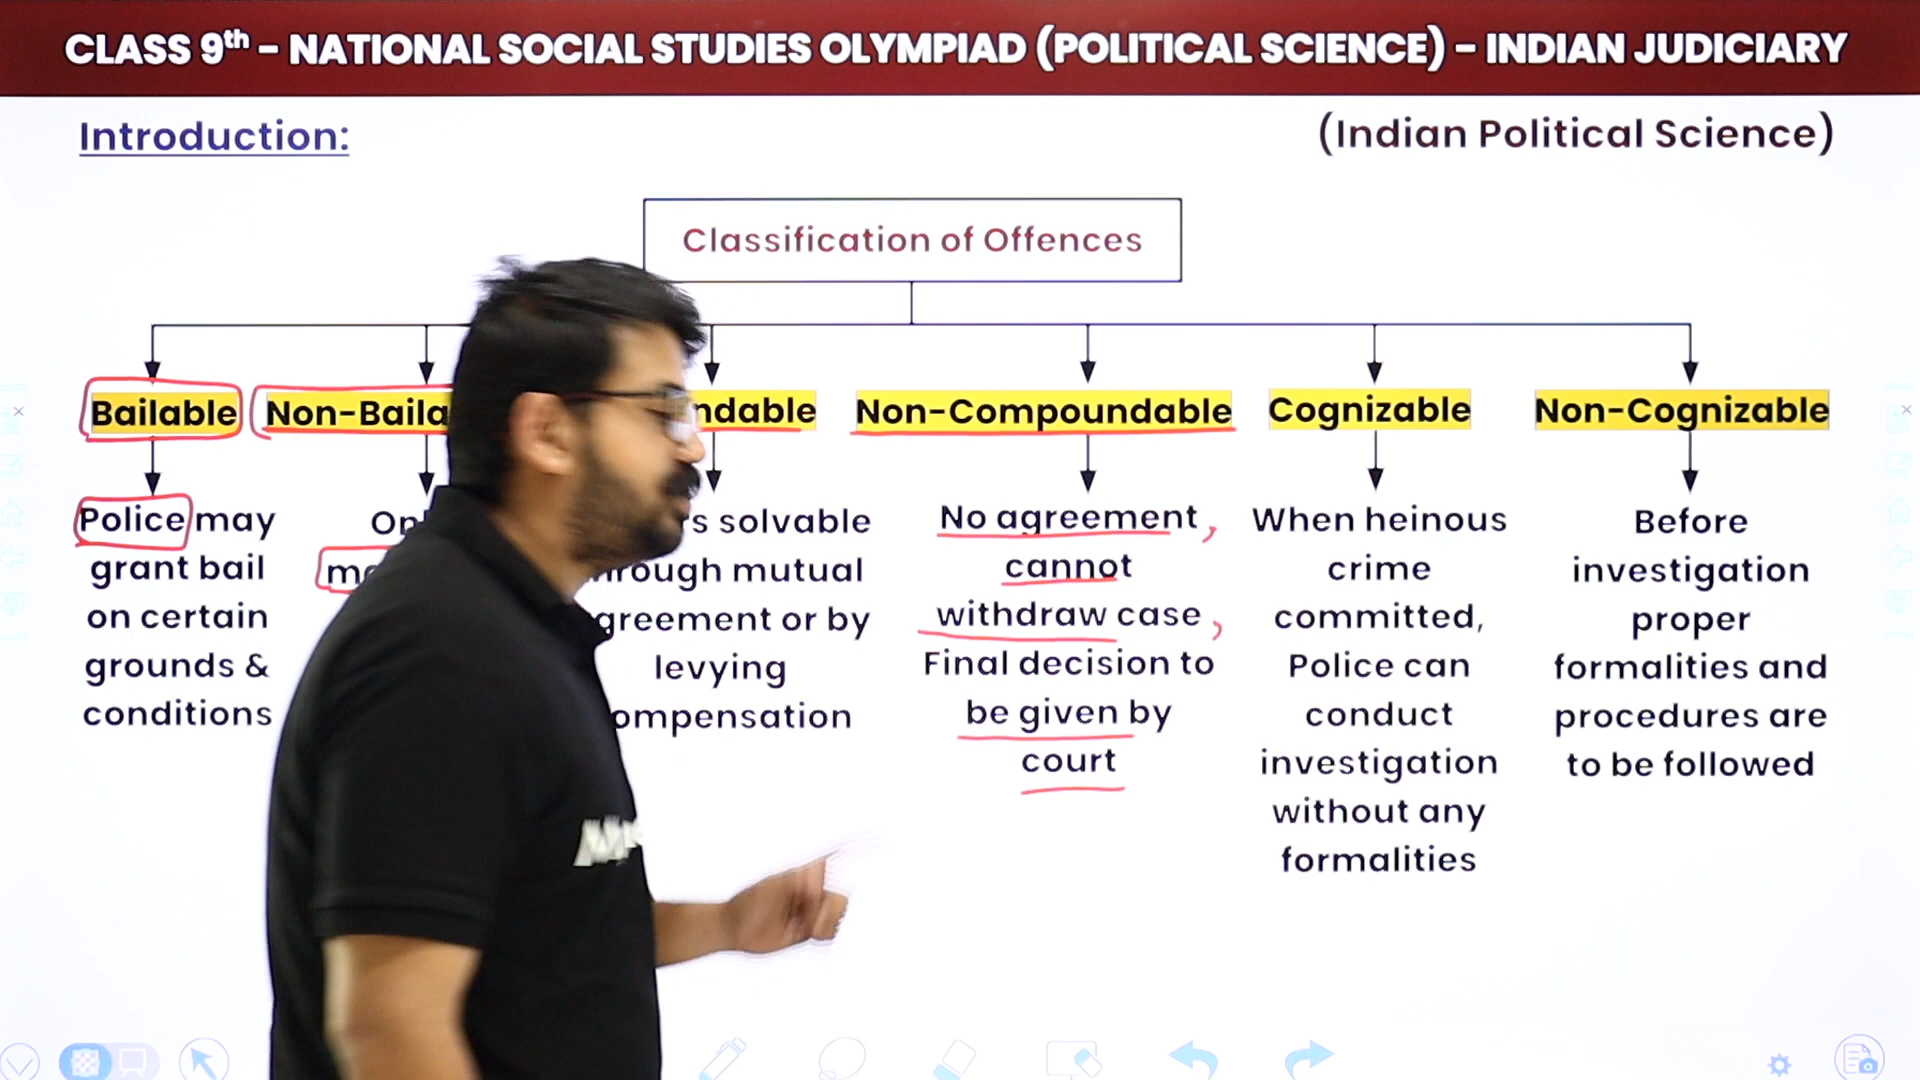 CLASS 9th - NATIONAL SOCIAL STUDIES OLYMPIAD (POLITICAL SCIENCE) - INDIAN JUDICIARY
Introduction:
(Indian Political Science)
Classification of Offences
Bailable
Police may
grant bail
on certain
grounds &
conditions
Non-Baila
ndable
s solvable
rough mutual
greement or by
levying
ompensation
Non-Compoundable
No agreement,
cannot
withdraw case,
Final decision to
be given by
court
Cognizable
When heinous
crime
committed,
Police can
conduct
investigation
without any
formalities
Non-Cognizable
Before
investigation
proper
formalities and
procedures are
to be followed